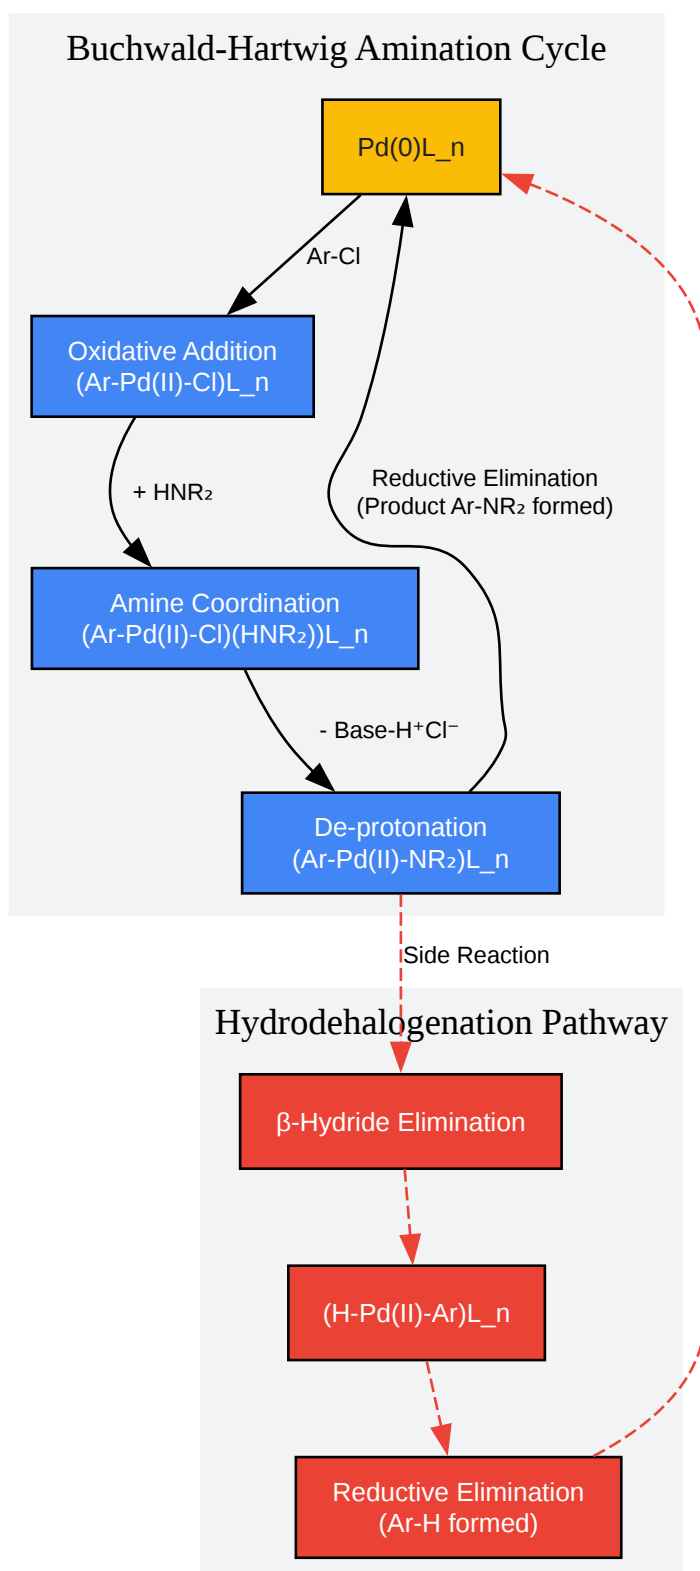 Buchwald-Hartwig Amination Cycle
Pd(0)L_n
Ar-Cl
Oxidative Addition
(Ar-Pd(II)-Cl)L_n
Reductive Elimination
(Product Ar-NR₂ formed)
+ HNR₂
Amine Coordination
(Ar-Pd(II)-Cl)(HNR₂))L_n
- Base-H⁺Cl⁻
De-protonation
(Ar-Pd(II)-NR₂)L_n
Side Reaction
Hydrodehalogenation Pathway
β-Hydride Elimination
(H-Pd(II)-Ar)L_n
Reductive Elimination
(Ar-H formed)